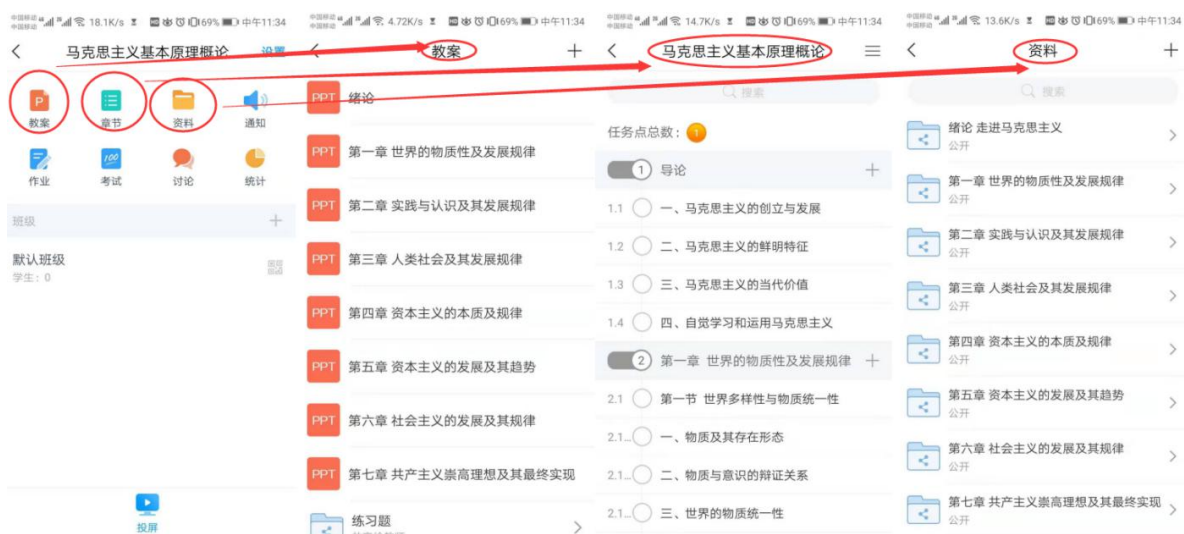 中国移动 中国移动 18.1K/s 69% 中午11:34
马克思主义基本原理概论 设置
P
教案 章节 资料 通知
100
作业 考试 讨论 统计
班级
默认班级
学生：0
投屏
中国移动 中国移动 4.72K/s 69% 中午11:34
教案
PPT 绪论
PPT 第一章 世界的物质性及发展规律
PPT 第二章 实践与认识及其发展规律
PPT 第三章 人类社会及其发展规律
PPT 第四章 资本主义的本质及规律
PPT 第五章 资本主义的发展及其趋势
PPT 第六章 社会主义的发展及其规律
PPT 第七章 共产主义崇高理想及其最终实现
练习题
中国移动 中国移动 14.7K/s 69% 中午11:34
马克思主义基本原理概论
搜索
任务点总数： 1
1 导论
1.1 一、马克思主义的创立与发展
1.2 二、马克思主义的鲜明特征
1.3 三、马克思主义的当代价值
1.4 四、自觉学习和运用马克思主义
2 第一章 世界的物质性及发展规律
2.1 第一节 世界多样性与物质统一性
2.1... 一、物质及其存在形态
2.1... 二、物质与意识的辩证关系
2.1... 三、世界的物质统一性
中国移动 中国移动 13.6K/s 69% 中午11:34
资料
搜索
绪论 走进马克思主义
公开
第一章 世界的物质性及发展规律
公开
第二章 实践与认识及其发展规律
公开
第三章 人类社会及其发展规律
公开
第四章 资本主义的本质及规律
公开
第五章 资本主义的发展及其趋势
公开
第六章 社会主义的发展及其规律
公开
第七章 共产主义崇高理想及其最终实现
公开